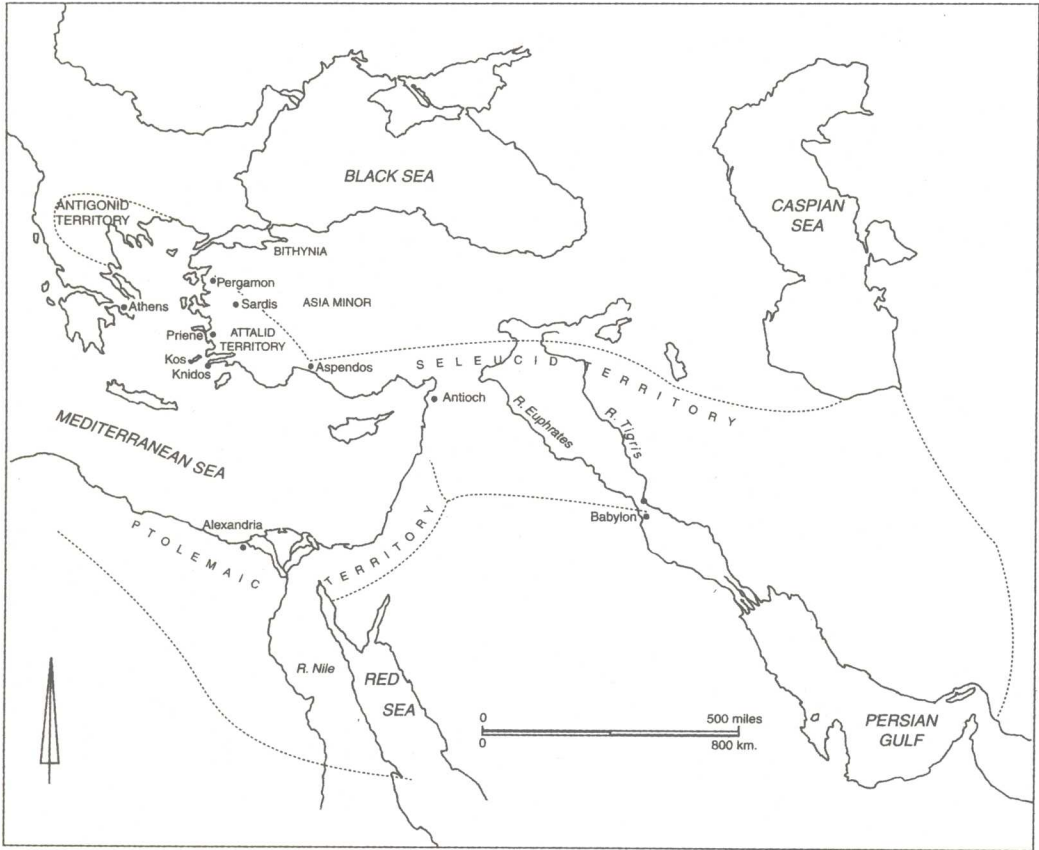 BLACK SEA
CASPIAN
SEA
ANTIGONID
TERRITORY
BITHYNIA
Pergamon
Athens
Sardis
ASIA MINOR
Priene
ATTALID
TERRITORY
Kos
Knidos
Aspendos
SELEUCID TERRITORY
Antioch
R. Euphrates
R. Tigris
MEDITERRANEAN SEA
Babylon
Alexandria
PTOLEMAIC TERRITORY
R. Nile
RED
SEA
0 500 miles
0 800 km.
PERSIAN
GULF